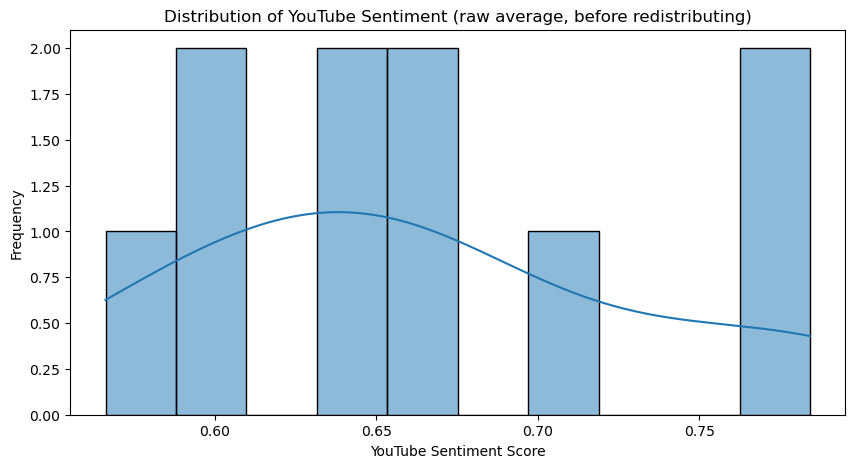 Distribution of YouTube Sentiment (raw average, before redistributing)
2.00
1.75
1.50
1.25
1.00
0.75
0.50
0.25
0.00
Frequency
0.60 0.65 0.70 0.75
YouTube Sentiment Score